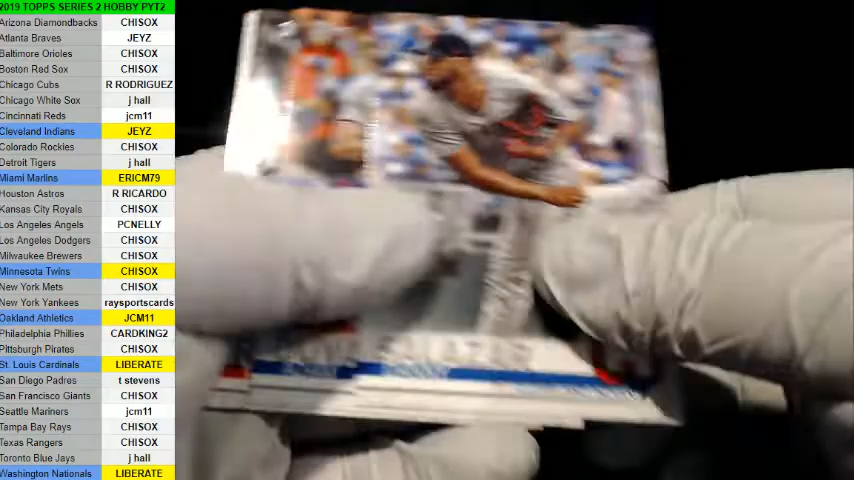 2019 TOPPS SERIES 2 HOBBY PYT2
Arizona Diamondbacks CHISOX
Atlanta Braves JEYZ
Baltimore Orioles CHISOX
Boston Red Sox CHISOX
Chicago Cubs R RODRIGUEZ
Chicago White Sox j hall
Cincinnati Reds jcm11
Cleveland Indians JEYZ
Colorado Rockies CHISOX
Detroit Tigers j hall
Miami Marlins ERICM79
Houston Astros R RICARDO
Kansas City Royals CHISOX
Los Angeles Angels PCNELLY
Los Angeles Dodgers CHISOX
Milwaukee Brewers CHISOX
Minnesota Twins CHISOX
New York Mets CHISOX
New York Yankees raysportscards
Oakland Athletics JCM11
Philadelphia Phillies CARDKING2
Pittsburgh Pirates CHISOX
St. Louis Cardinals LIBERATE
San Diego Padres t stevens
San Francisco Giants CHISOX
Seattle Mariners jcm11
Tampa Bay Rays CHISOX
Texas Rangers CHISOX
Toronto Blue Jays j hall
Washington Nationals LIBERATE